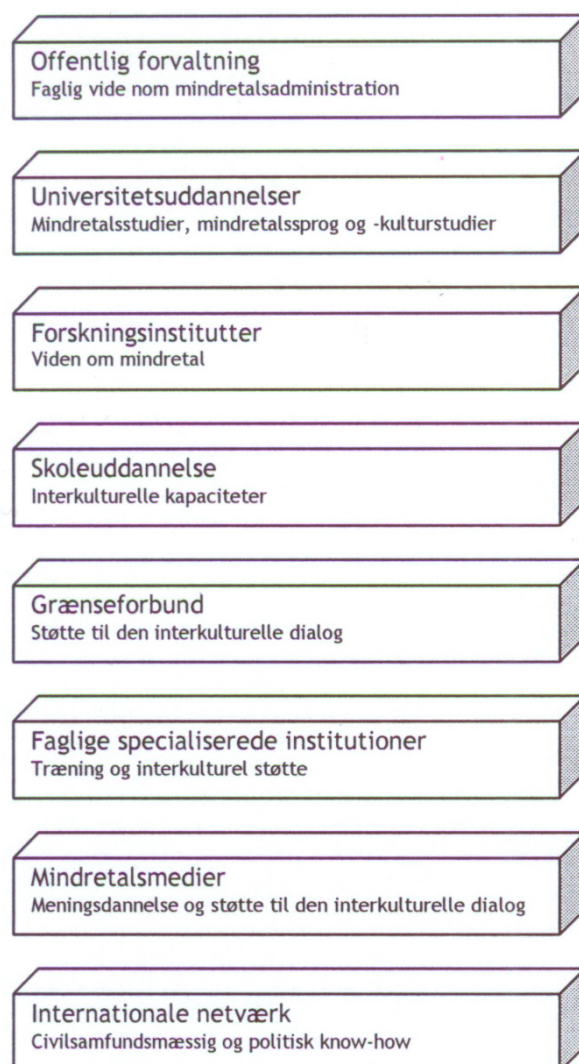 Offentlig forvaltning
Faglig vide nom mindretalsadministration
Universitetsuddannelser
Mindretalsstudier, mindretalssprog og -kulturstudier
Forskningsinstitutter
Viden om mindretal
Skoleuddannelse
Interkulturelle kapaciteter
Grænseforbund
Støtte til den interkulturelle dialog
Faglige specialiserede institutioner
Træning og interkulturel støtte
Mindretalsmedier
Meningsdannelse og støtte til den interkulturelle dialog
Internationale netværk
Civilsamfundsmæssig og politisk know-how